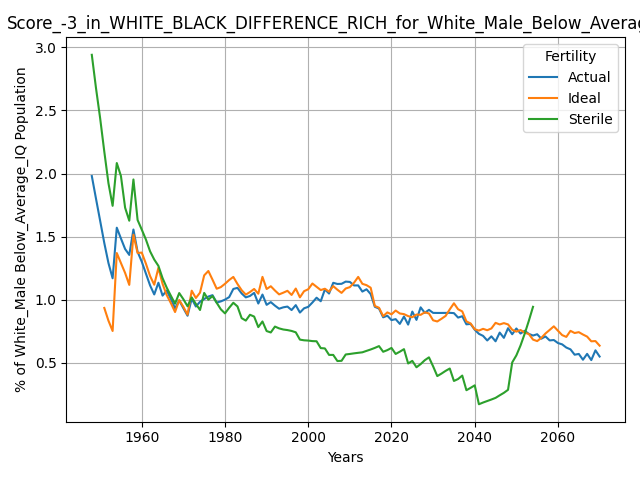 Score_-3_in_WHITE_BLACK_DIFFERENCE_RICH_for_White_Male_Below_Averag
Fertility
Actual
Ideal
Sterile
% of White_Male Below_Average_IQ Population
3.0
2.5
2.0
1.5
1.0
0.5
1960 1980 2000 2020 2040 2060
Years